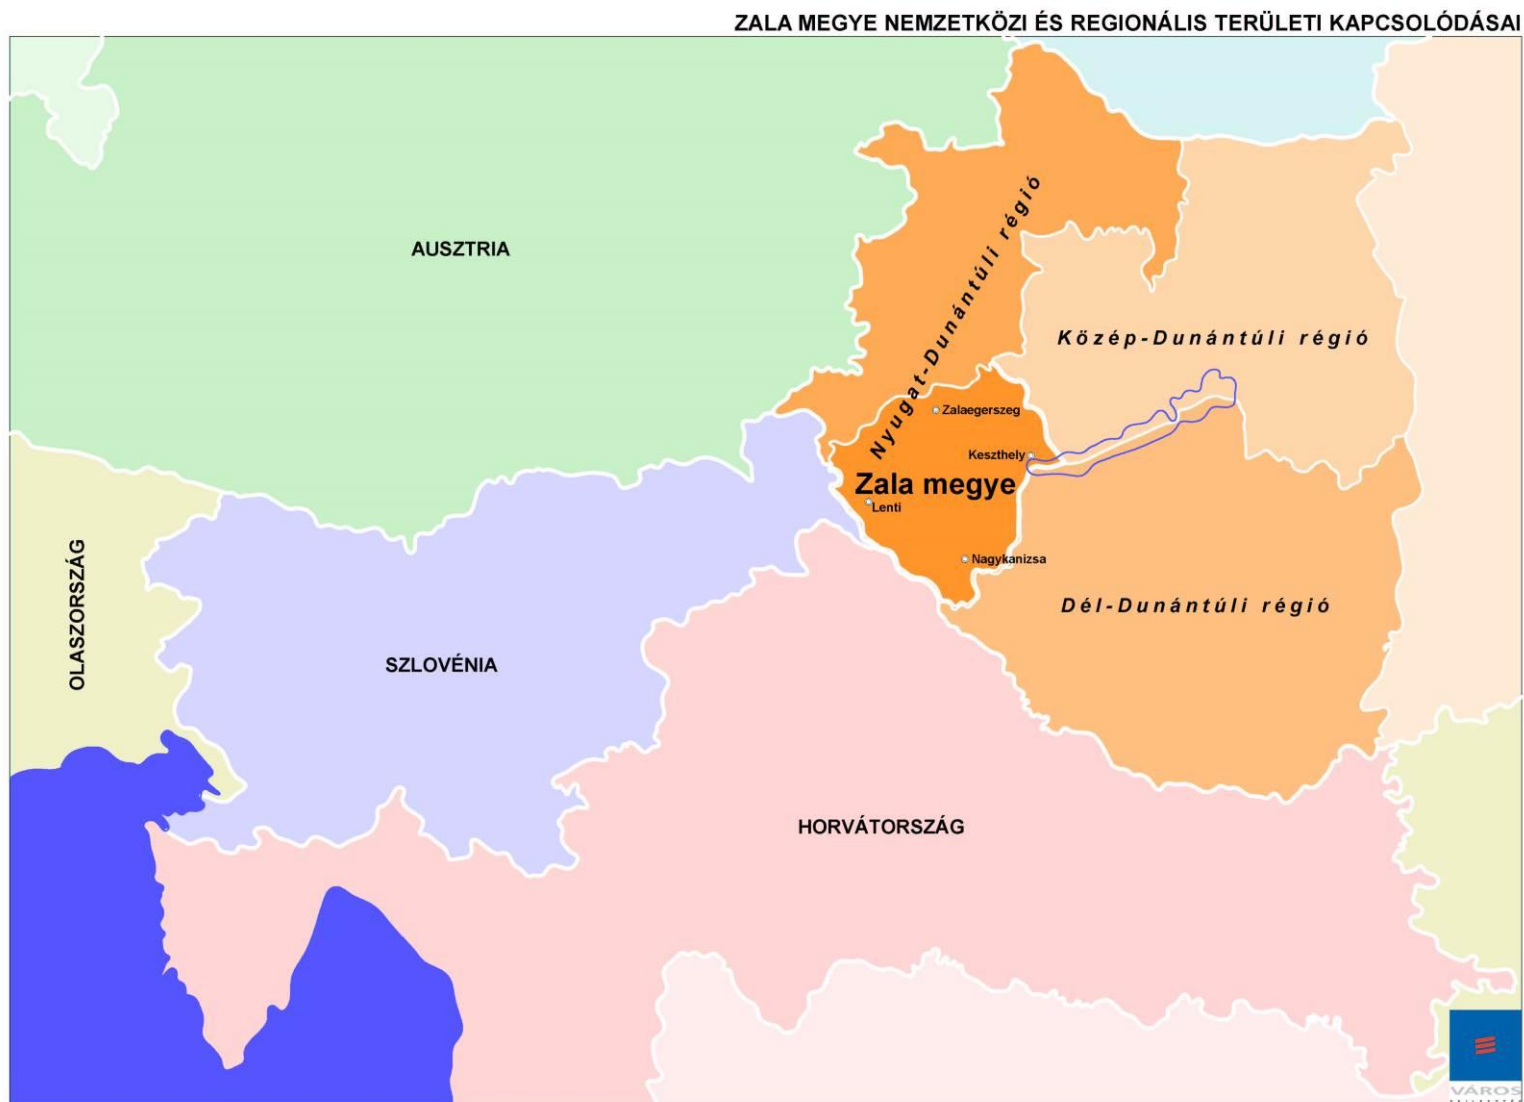 ZALA MEGYE NEMZETKÖZI ÉS REGIONÁLIS TERÜLETI KAPCSOLÓDÁSAI
AUSZTRIA
Nyugat-Dunántúli régió
Közép-Dunántúli régió
Zalaegerszeg
Keszthely
Zala megye
Lenti
Nagykanizsa
Dél-Dunántúli régió
OLASZORSZÁG
SZLOVÉNIA
HORVÁTORSZÁG
VÁROS